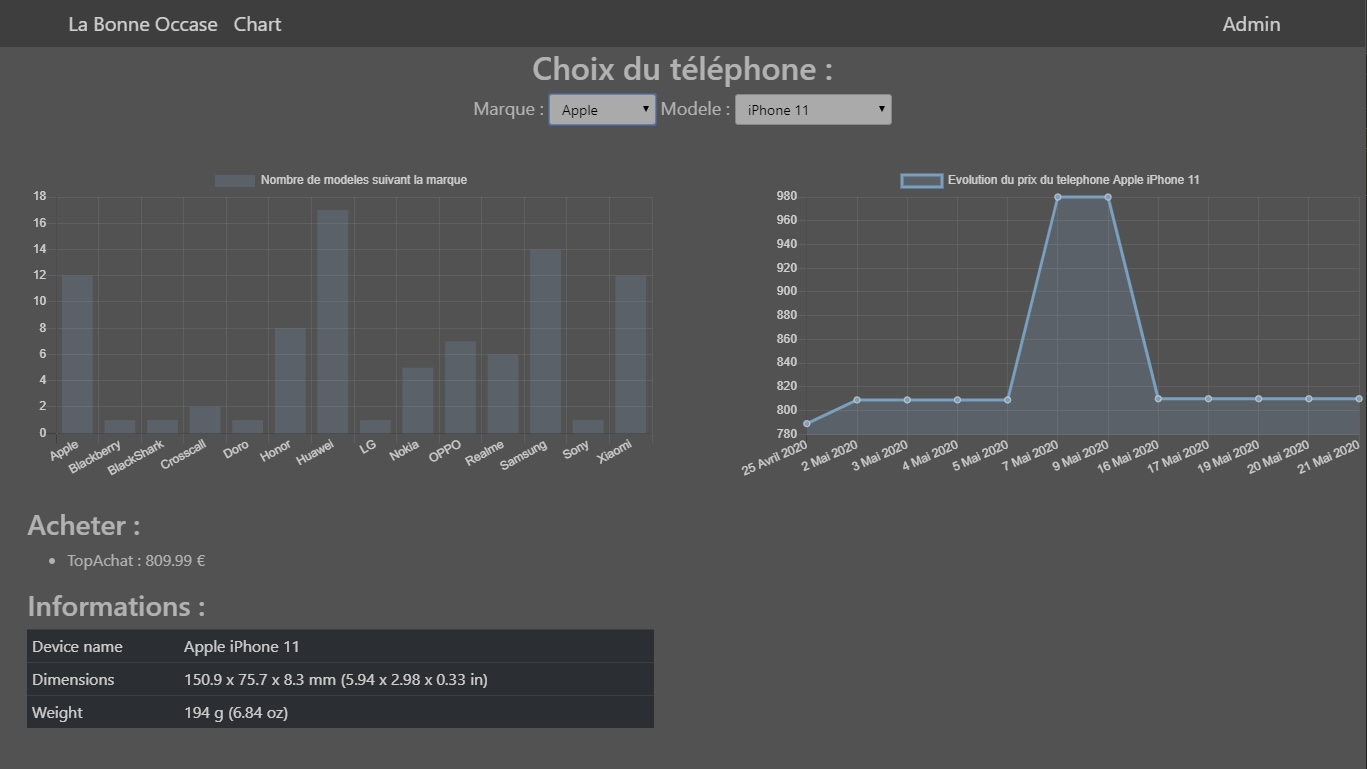 La Bonne Occase Chart Admin
Choix du téléphone :
Marque : Apple Modele : iPhone 11
Nombre de modeles suivant la marque
18
16
14
12
10
8
6
4
2
0
Apple Blackberry BlackShark Crosscall Doro Honor Huawei LG Nokia OPPO Realme Samsung Sony Xiaomi
Evolution du prix du telephone Apple iPhone 11
980
960
940
920
900
880
860
840
820
800
780
25 Avril 2020 2 Mai 2020 3 Mai 2020 4 Mai 2020 5 Mai 2020 7 Mai 2020 9 Mai 2020 16 Mai 2020 17 Mai 2020 19 Mai 2020 20 Mai 2020 21 Mai 2020
Acheter :
TopAchat : 809.99 €
Informations :
Device name Apple iPhone 11
Dimensions 150.9 x 75.7 x 8.3 mm (5.94 x 2.98 x 0.33 in)
Weight 194 g (6.84 oz)